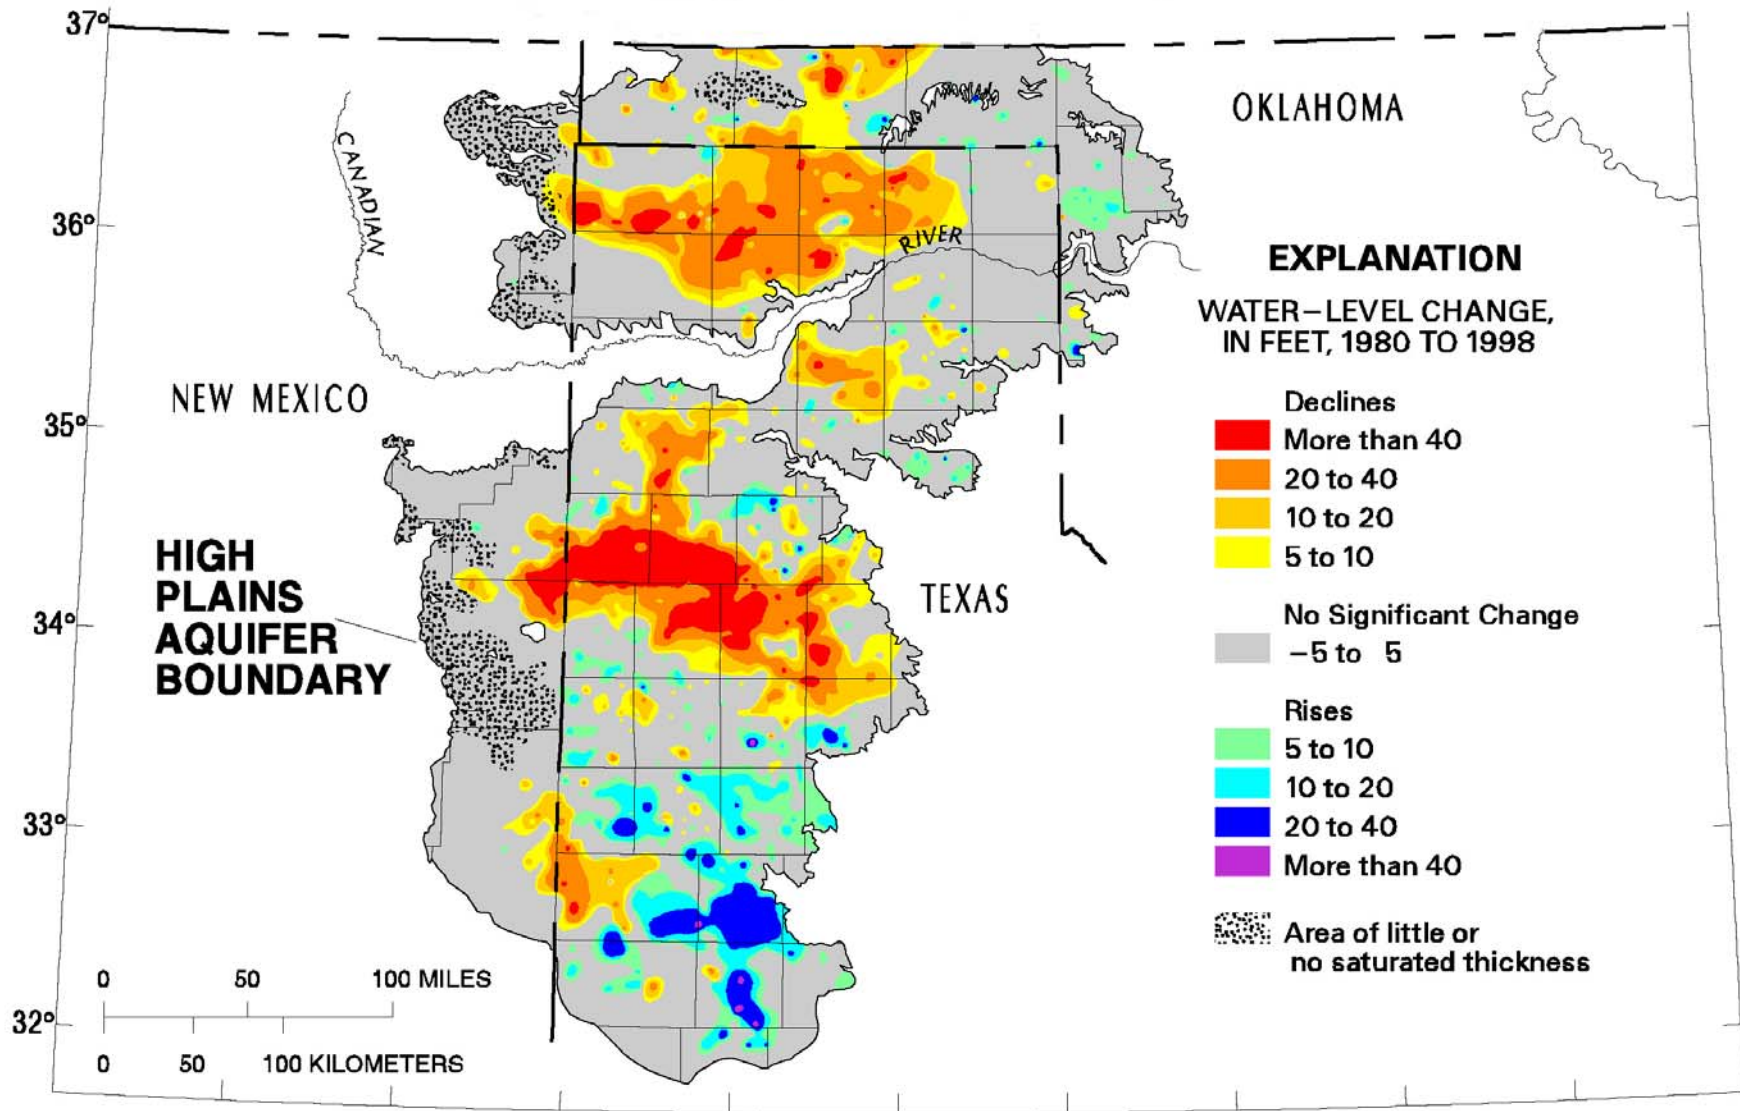 37°
OKLAHOMA
CANADIAN
36°
RIVER
EXPLANATION
WATER–LEVEL CHANGE,
IN FEET, 1980 TO 1998
NEW MEXICO
Declines
35°
More than 40
20 to 40
10 to 20
5 to 10
HIGH
PLAINS
AQUIFER
BOUNDARY
TEXAS
34°
No Significant Change
–5 to 5
Rises
5 to 10
10 to 20
33°
20 to 40
More than 40
Area of little or
no saturated thickness
0 50 100 MILES
32°
0 50 100 KILOMETERS